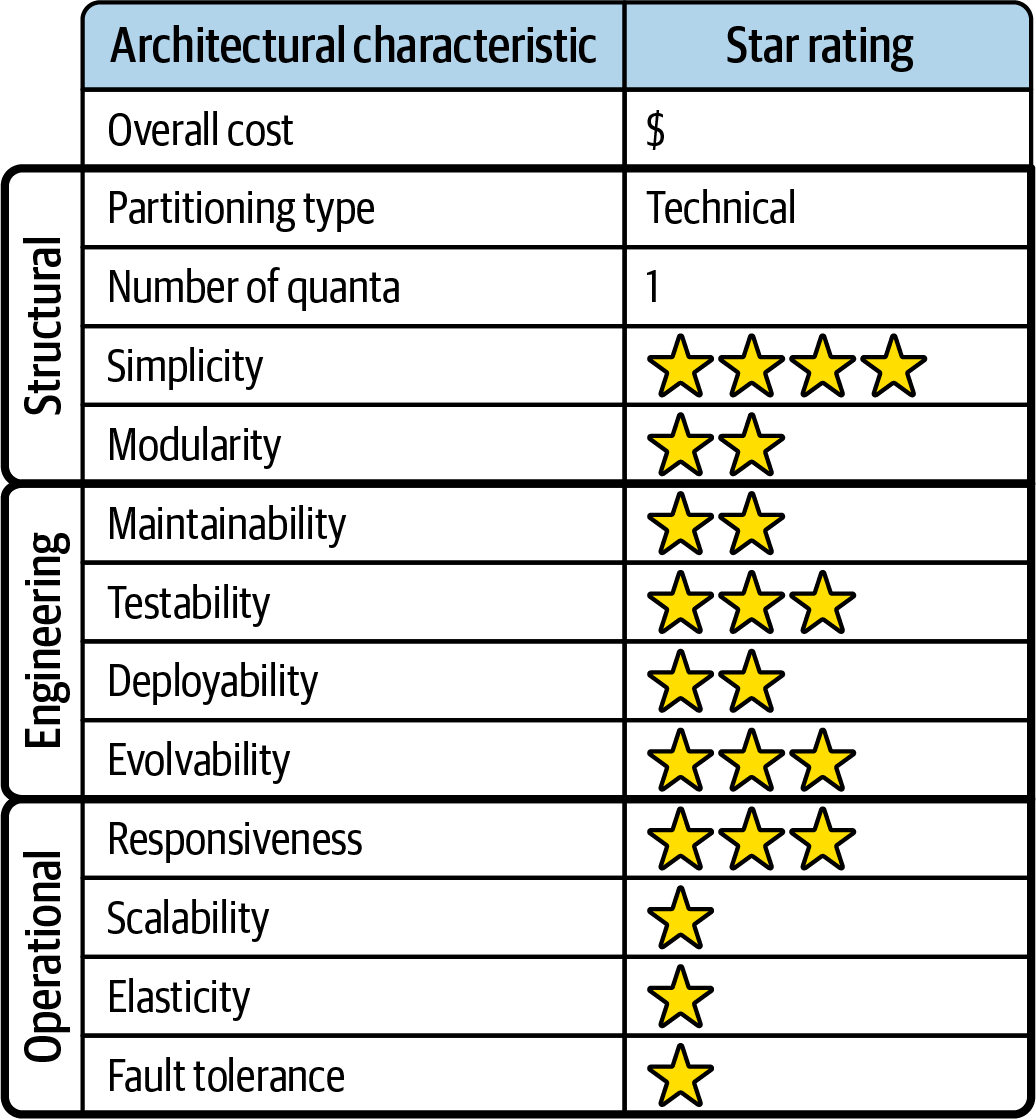 Architectural characteristic Star rating
Overall cost $
Structural
Partitioning type Technical
Number of quanta 1
Simplicity
Modularity
Engineering
Maintainability
Testability
Deployability
Evolvability
Operational
Responsiveness
Scalability
Elasticity
Fault tolerance